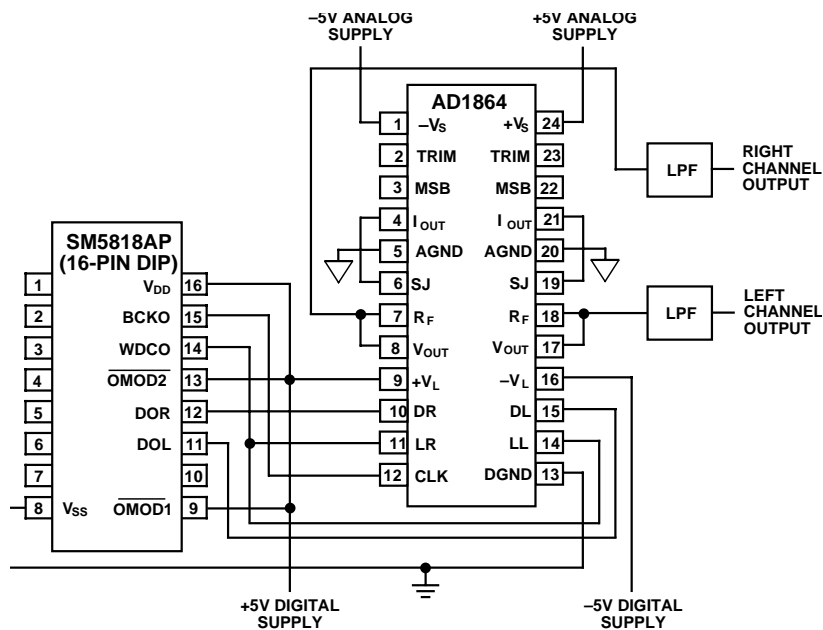 –5V ANALOG
SUPPLY
+5V ANALOG
SUPPLY
AD1864
1 –VS +VS 24
2 TRIM TRIM 23
3 MSB MSB 22
4 IOUT IOUT 21
5 AGND AGND 20
6 SJ SJ 19
7 RF RF 18
8 VOUT VOUT 17
9 +VL –VL 16
10 DR DL 15
11 LR LL 14
12 CLK DGND 13
LPF
RIGHT
CHANNEL
OUTPUT
LPF
LEFT
CHANNEL
OUTPUT
SM5818AP
(16-PIN DIP)
1 VDD 16
2 BCKO 15
3 WDCO 14
4 OMOD2 13
5 DOR 12
6 DOL 11
7 10
8 VSS OMOD1 9
+5V DIGITAL
SUPPLY
–5V DIGITAL
SUPPLY